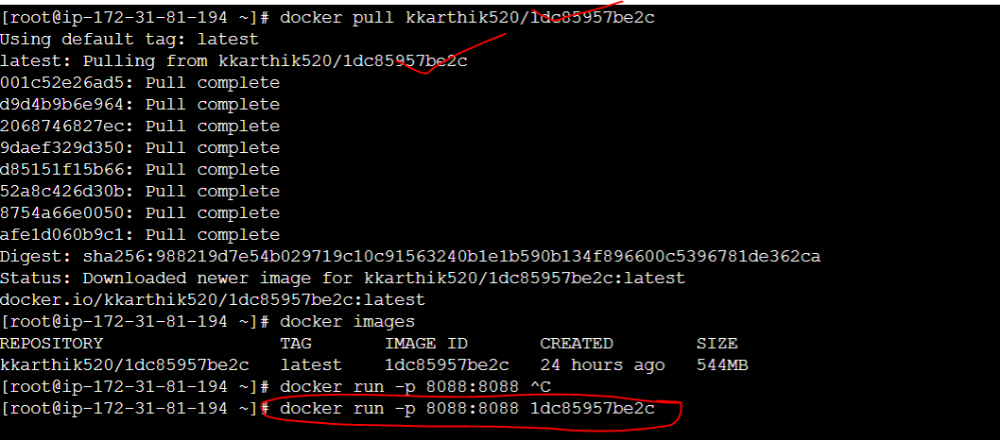 [root@ip-172-31-81-194 ~]# docker pull kkarthik520/1dc85957be2c
Using default tag: latest
latest: Pulling from kkarthik520/1dc85957be2c
001c52e26ad5: Pull complete
d9d4b9b6e964: Pull complete
2068746827ec: Pull complete
9daef329d350: Pull complete
d85151f15b66: Pull complete
52a8c426d30b: Pull complete
8754a66e0050: Pull complete
afe1d060b9c1: Pull complete
Digest: sha256:988219d7e54b029719c10c91563240b1e1b590b134f896600c5396781de362ca
Status: Downloaded newer image for kkarthik520/1dc85957be2c:latest
docker.io/kkarthik520/1dc85957be2c:latest
[root@ip-172-31-81-194 ~]# docker images
REPOSITORY TAG IMAGE ID CREATED SIZE
kkarthik520/1dc85957be2c latest 1dc85957be2c 24 hours ago 544MB
[root@ip-172-31-81-194 ~]# docker run -p 8088:8088 ^C
[root@ip-172-31-81-194 ~]# docker run -p 8088:8088 1dc85957be2c